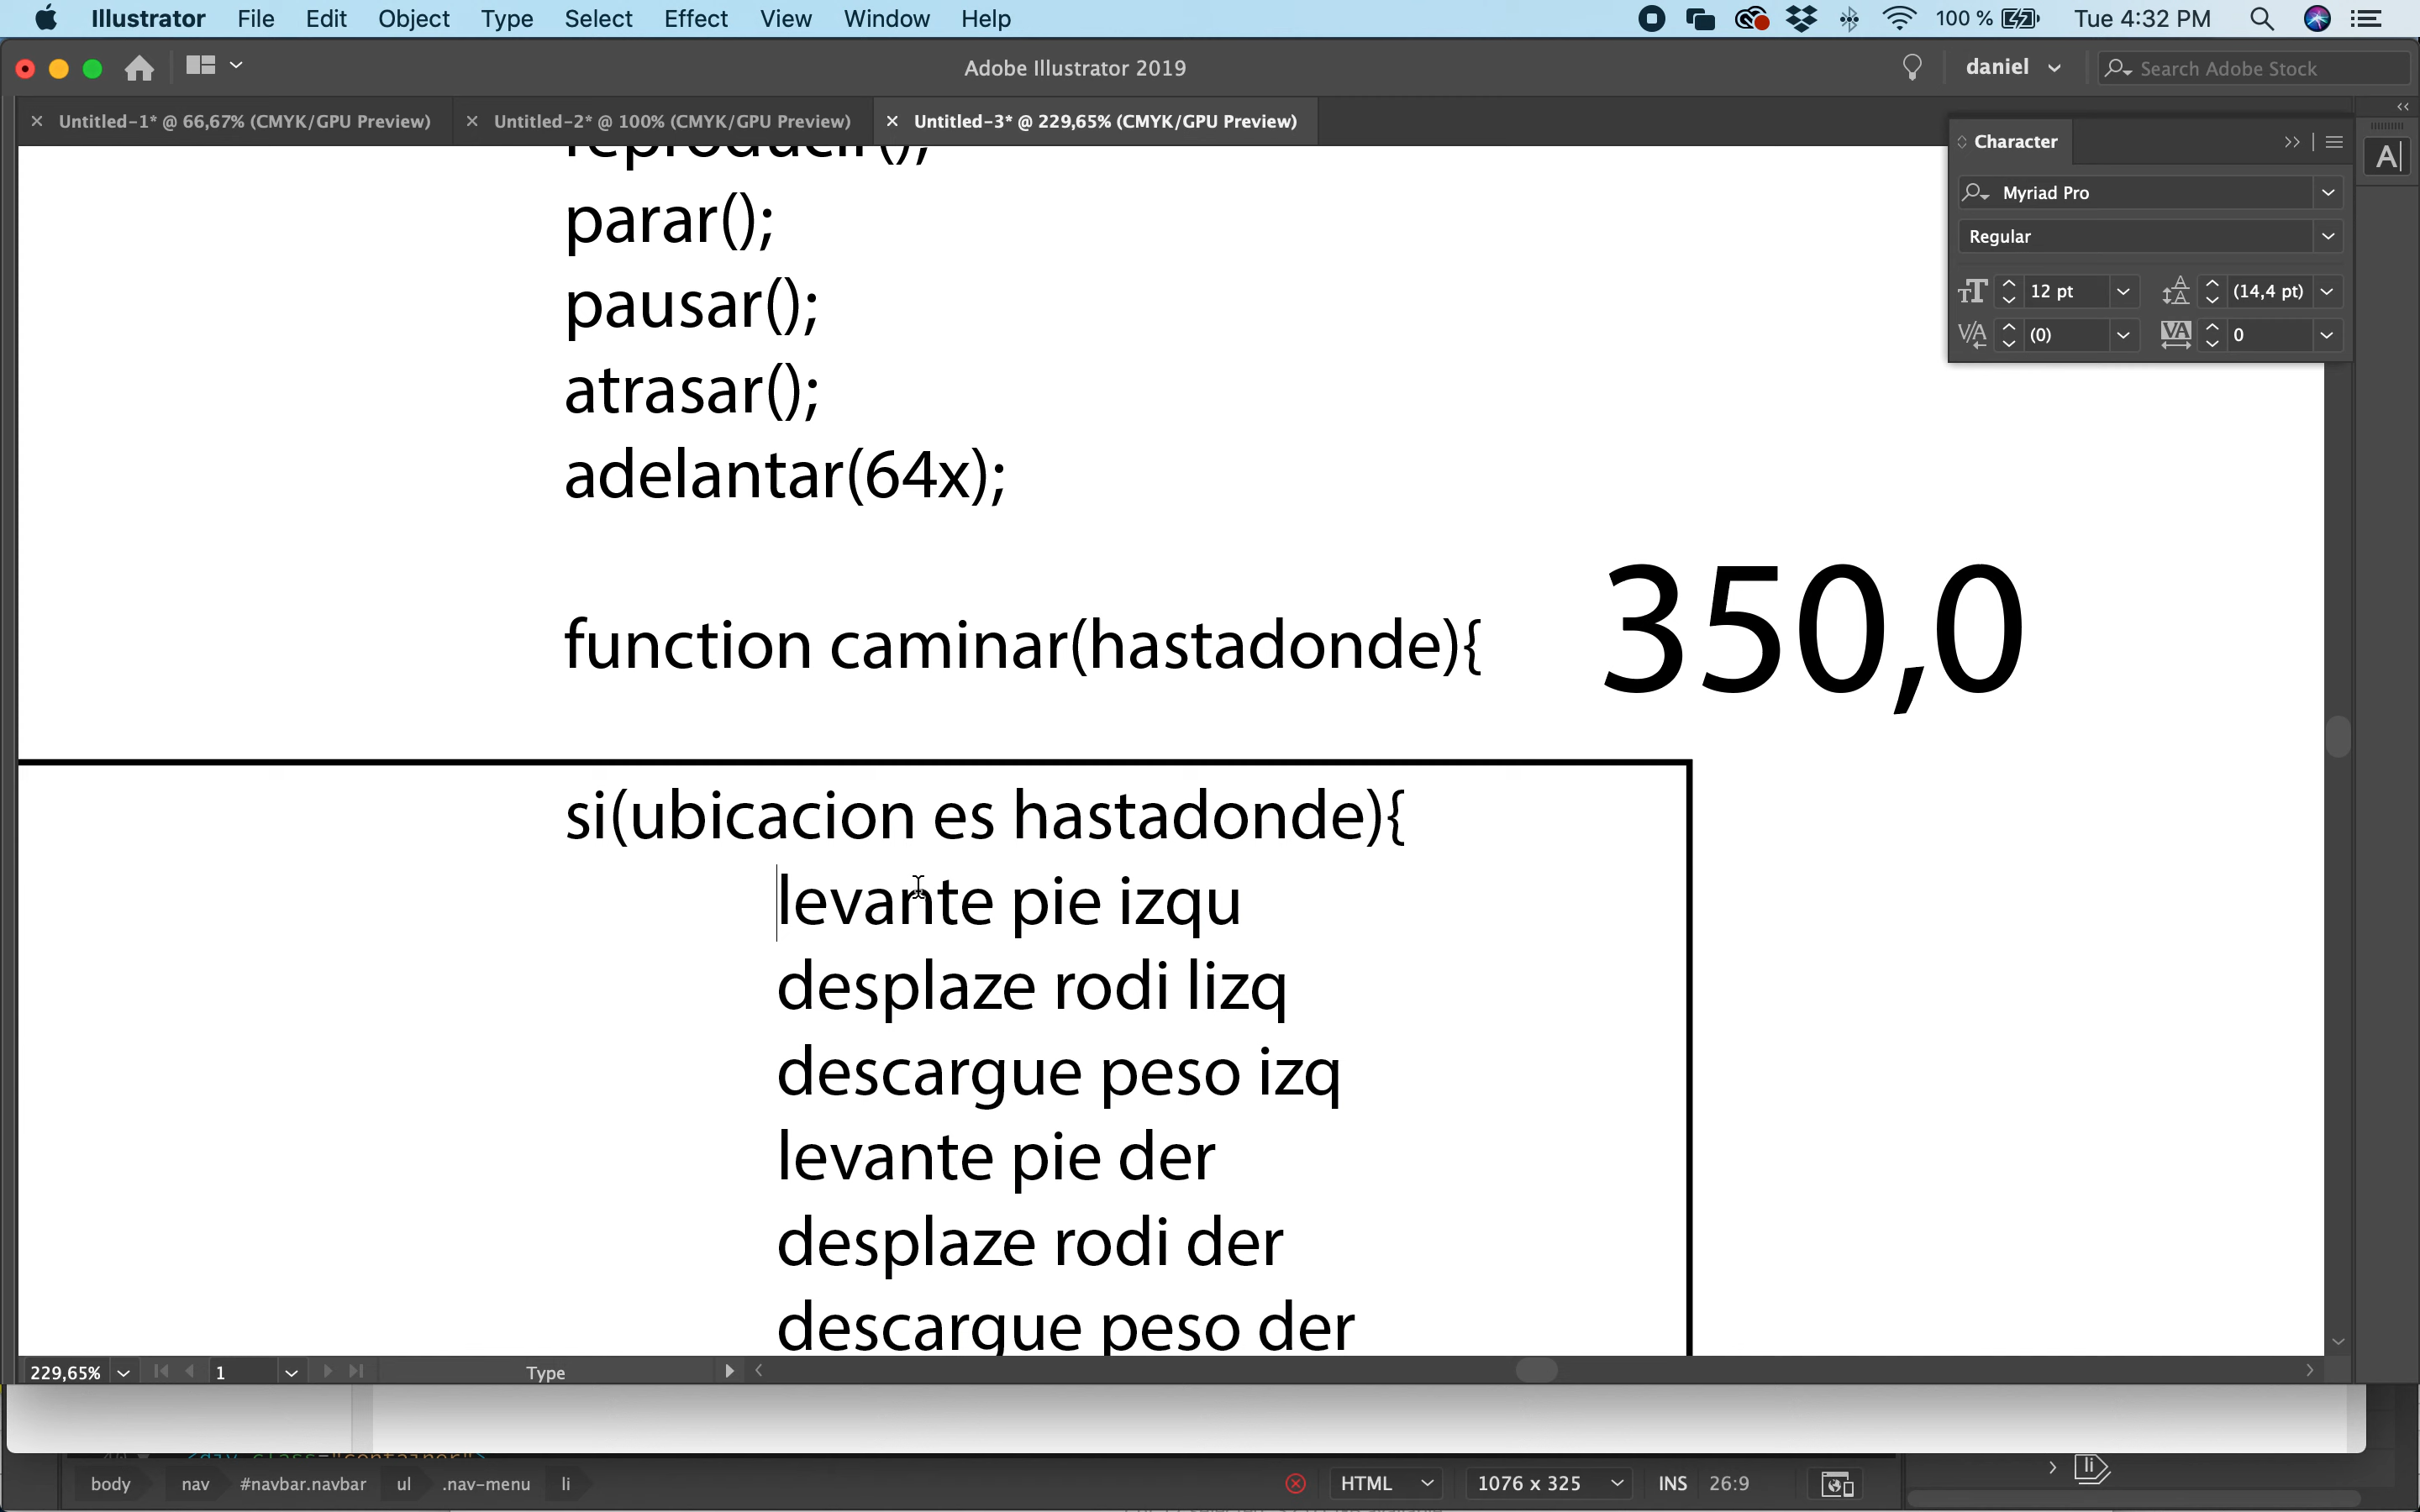 Illustrator File Edit Object Type Select Effect View Window Help 100 % Tue 4:32 PM
Adobe Illustrator 2019 daniel Search Adobe Stock
Untitled-1* @ 66,67% (CMYK/GPU Preview) Untitled-2* @ 100% (CMYK/GPU Preview) Untitled-3* @ 229,65% (CMYK/GPU Preview)
Character
Myriad Pro
Regular
12 pt (14,4 pt)
(0) 0
parar();
pausar();
atrasar();
adelantar(64x);
function caminar(hastadonde){
350,0
si(ubicacion es hastadonde){
levante pie izqu
desplaze rodi lizq
descargue peso izq
levante pie der
desplaze rodi der
descargue peso der
229,65% 1 Type
body nav #navbar.navbar ul .nav-menu li HTML 1076 x 325 INS 26:9 li